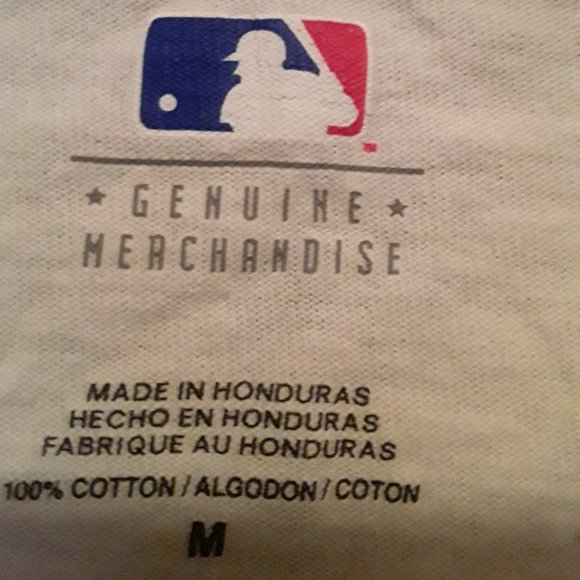 ★ GENUINE ★
MERCHANDISE
MADE IN HONDURAS
HECHO EN HONDURAS
FABRIQUE AU HONDURAS
100% COTTON / ALGODON / COTON
M